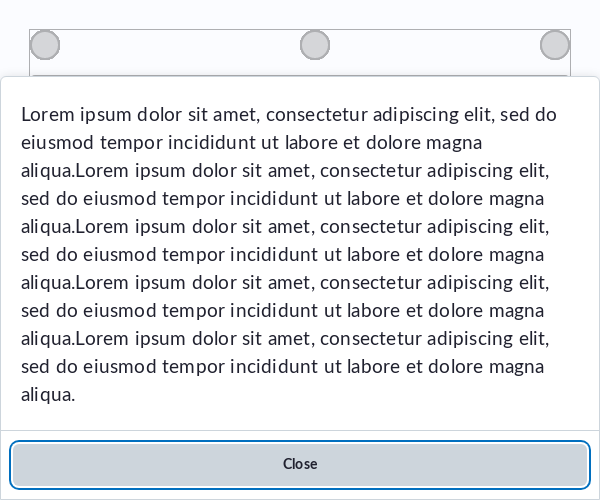 Lorem ipsum dolor sit amet, consectetur adipiscing elit, sed do
eiusmod tempor incididunt ut labore et dolore magna
aliqua.Lorem ipsum dolor sit amet, consectetur adipiscing elit,
sed do eiusmod tempor incididunt ut labore et dolore magna
aliqua.Lorem ipsum dolor sit amet, consectetur adipiscing elit,
sed do eiusmod tempor incididunt ut labore et dolore magna
aliqua.Lorem ipsum dolor sit amet, consectetur adipiscing elit,
sed do eiusmod tempor incididunt ut labore et dolore magna
aliqua.Lorem ipsum dolor sit amet, consectetur adipiscing elit,
sed do eiusmod tempor incididunt ut labore et dolore magna
aliqua.
Close